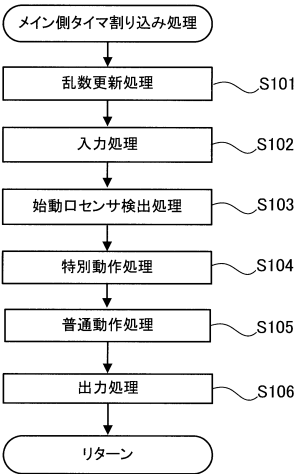 メイン側タイマ割り込み処理
乱数更新処理 S101
入力処理 S102
始動口センサ検出処理 S103
特別動作処理 S104
普通動作処理 S105
出力処理 S106
リターン